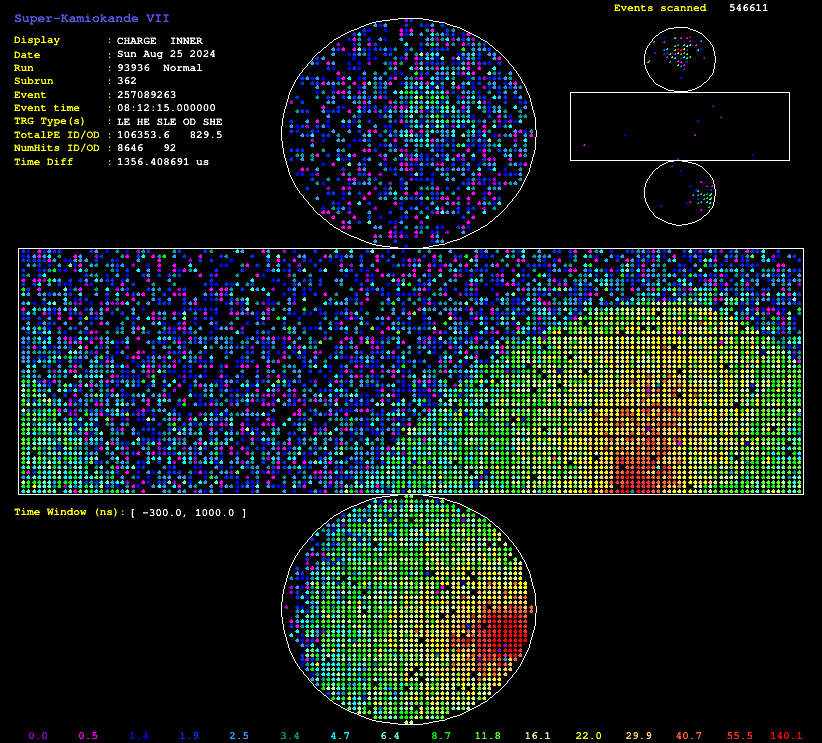 Super-Kamiokande VII
Events scanned 546611
Display : CHARGE INNER
Date : Sun Aug 25 2024
Run : 93936 Normal
Subrun : 362
Event : 257089263
Event time : 08:12:15.000000
TRG Type(s) : LE HE SLE OD SHE
TotalPE ID/OD : 106353.6 829.5
NumHits ID/OD : 8646 92
Time Diff : 1356.408691 us
Time Window (ns): [ -300.0, 1000.0 ]
0.0 0.5 1.4 1.9 2.5 3.4 4.7 6.4 8.7 11.8 16.1 22.0 29.9 40.7 55.5 140.1